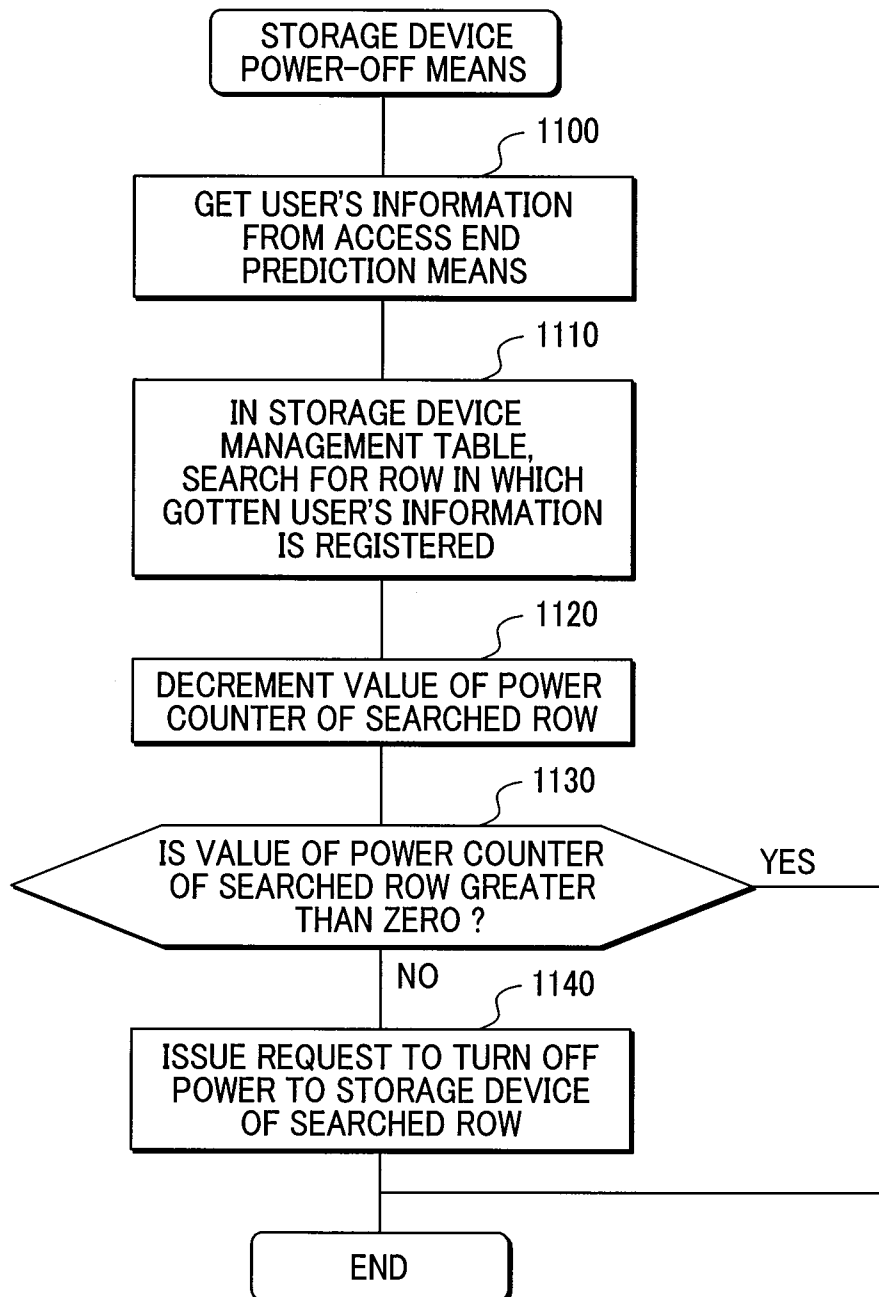 STORAGE DEVICE
POWER-OFF MEANS
1100
GET USER'S INFORMATION
FROM ACCESS END
PREDICTION MEANS
1110
IN STORAGE DEVICE
MANAGEMENT TABLE,
SEARCH FOR ROW IN WHICH
GOTTEN USER'S INFORMATION
IS REGISTERED
1120
DECREMENT VALUE OF POWER
COUNTER OF SEARCHED ROW
1130
IS VALUE OF POWER COUNTER
OF SEARCHED ROW GREATER
THAN ZERO ?
YES
NO
1140
ISSUE REQUEST TO TURN OFF
POWER TO STORAGE DEVICE
OF SEARCHED ROW
END